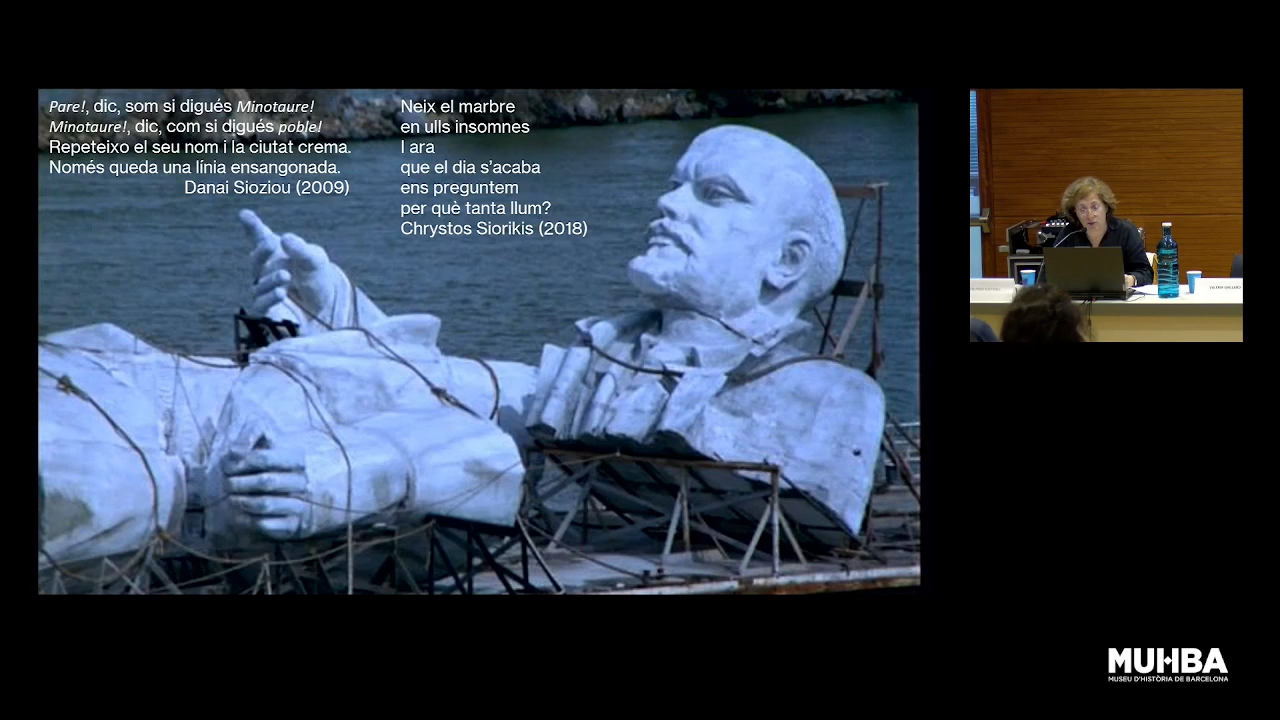 Pare!, dic, som si digués Minotaure!
Minotaure!, dic, com si digués poble!
Repeteixo el seu nom i la ciutat crema.
Només queda una línia ensangonada.
Danai Sioziou (2009)
Neix el marbre
en ulls insomnes
I ara
que el dia s’acaba
ens preguntem
per què tanta llum?
Chrystos Siorikis (2018)
MUHBA
MUSEU D'HISTÒRIA DE BARCELONA